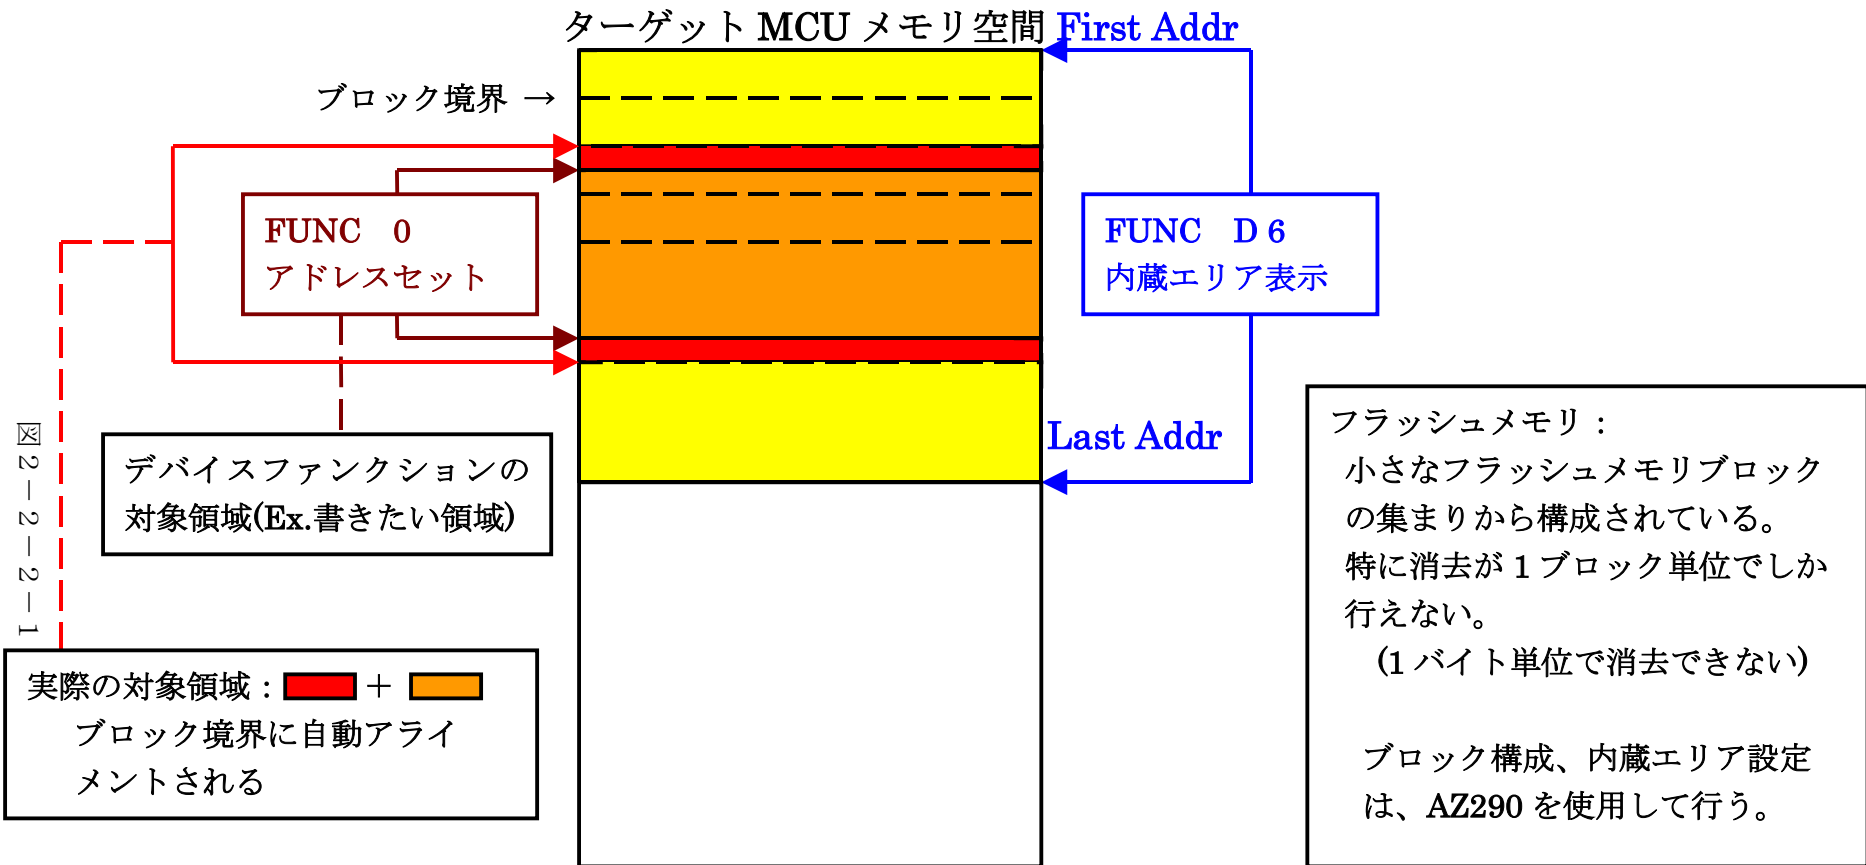 ターゲット MCU メモリ空間
First Addr
ブロック境界 →
FUNC 0
アドレスセット
FUNC D 6
内蔵エリア表示
Last Addr
図2-2-2-1
デバイスファンクションの
対象領域(Ex.書きたい領域)
実際の対象領域: +
ブロック境界に自動アライ
メントされる
フラッシュメモリ:
小さなフラッシュメモリブロック
の集まりから構成されている。
特に消去が 1 ブロック単位でしか
行えない。
(1 バイト単位で消去できない)
ブロック構成、内蔵エリア設定
は、AZ290 を使用して行う。